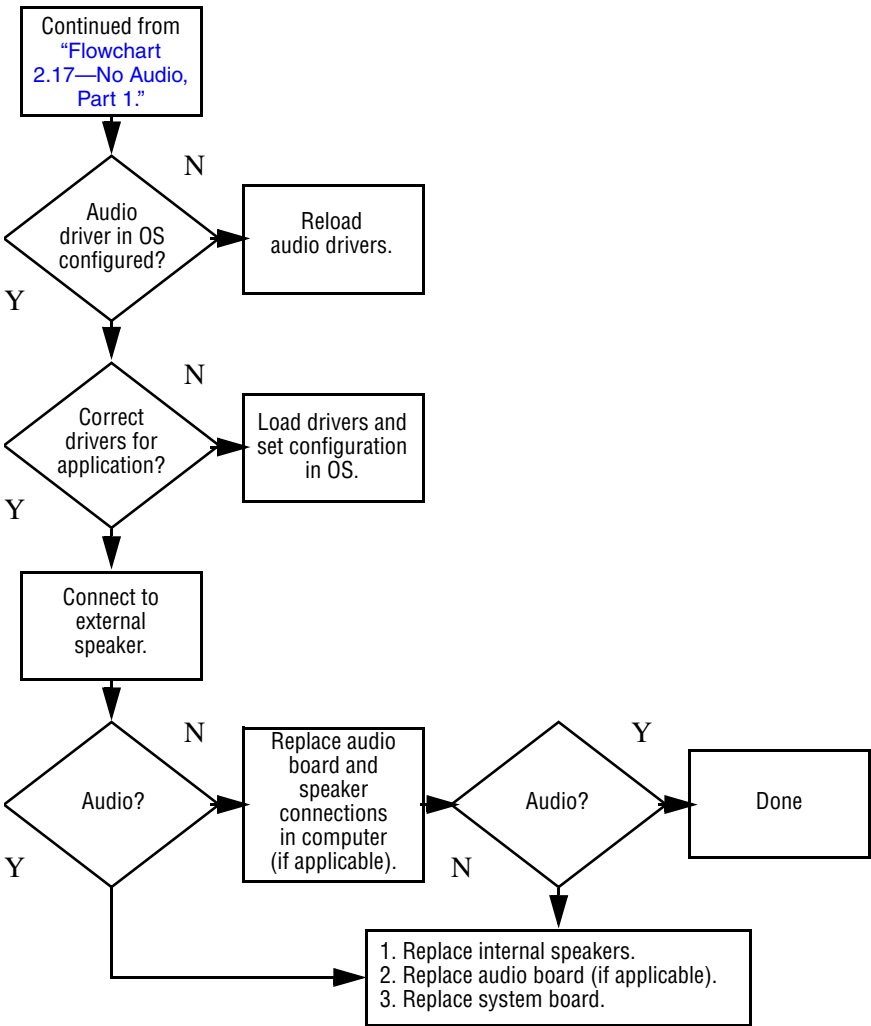 Continued from
“Flowchart
2.17—No Audio,
Part 1.”
N
Audio
driver in OS
configured?
Reload
audio drivers.
Y
N
Correct
drivers for
application?
Load drivers and
set configuration
in OS.
Y
Connect to
external
speaker.
N
Audio?
Replace audio
board and
speaker
connections
in computer
(if applicable).
Y
Audio?
Done
Y
N
1. Replace internal speakers.
2. Replace audio board (if applicable).
3. Replace system board.